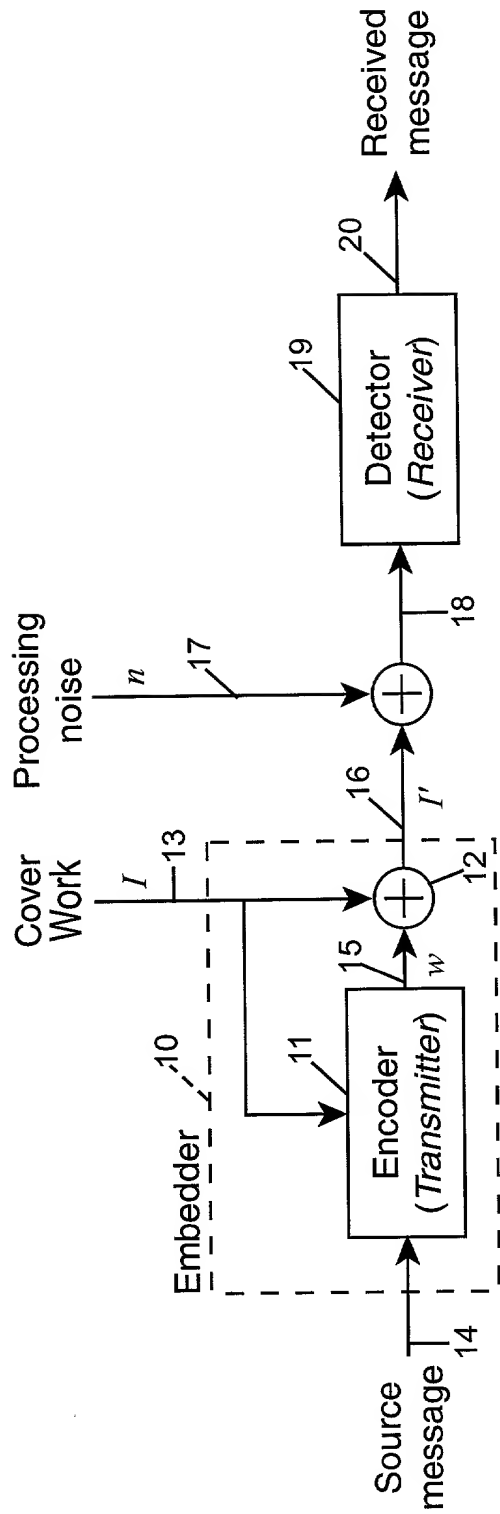 Cover
Work
Processing
noise
I
13
n
17
Embedder
10
11
Encoder
(Transmitter)
15
w
12
16
I'
18
19
Detector
(Receiver)
20
Received
message
Source
message
14